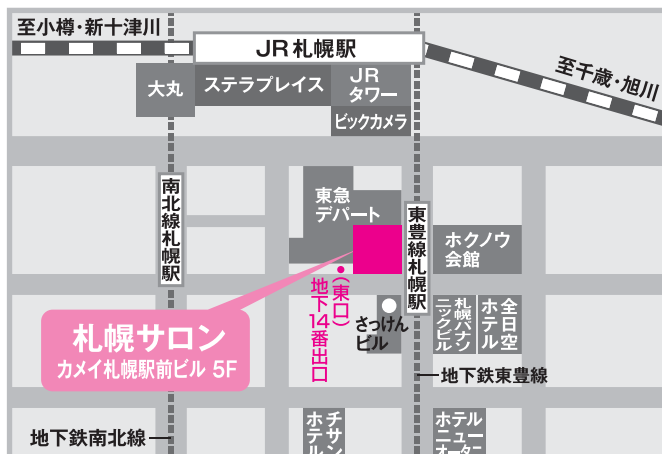 至小樽・新十津川
JR札幌駅
至千歳・旭川
大丸
ステラプレイス
JR
タワー
ビックカメラ
南北線札幌駅
東急
デパート
東豊線札幌駅
ホクノウ
会館
(東口)
地下14番出口
さっけん
ビル
札幌パナソ
ニックビル
全日空
ホテル
札幌サロン
カメイ札幌駅前ビル 5F
地下鉄東豊線
地下鉄南北線
チサン
ホテル
ホテル
ニュー
オータニ